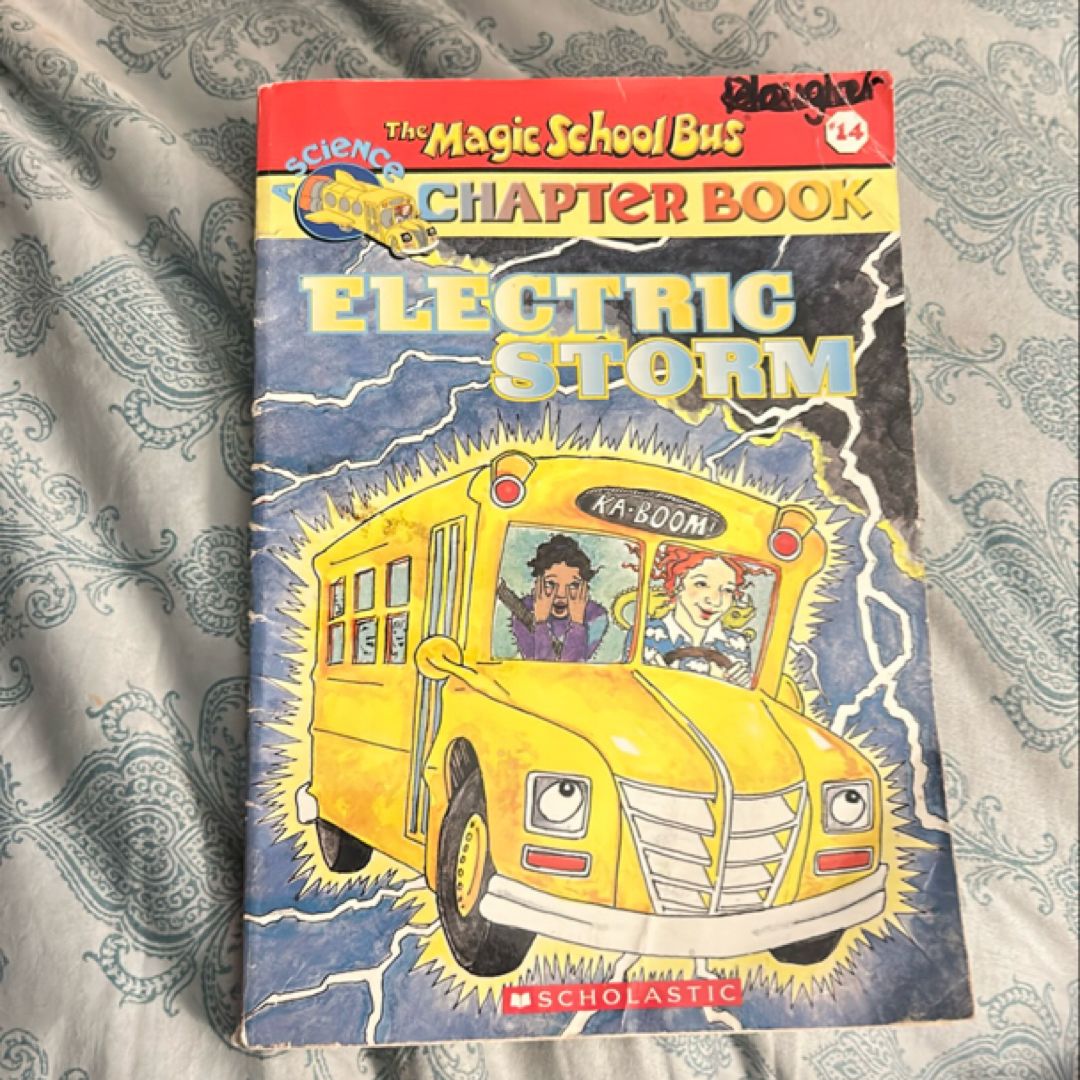 The Magic School Bus
#14
A SCIENCE
CHAPTER BOOK
ELECTRIC
STORM
KA-BOOM!
SCHOLASTIC